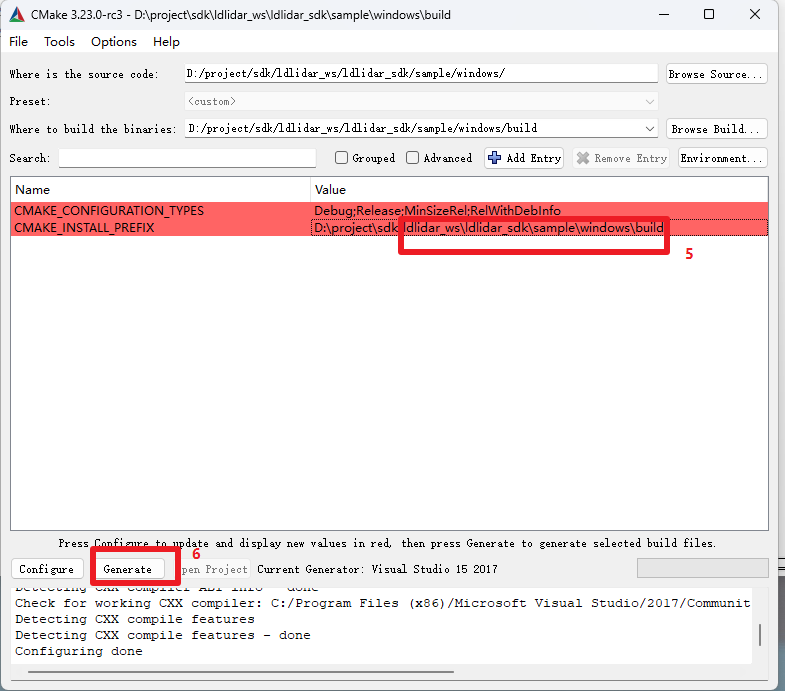 CMake 3.23.0-rc3 - D:\project\sdk\ldlidar_ws\ldlidar_sdk\sample\windows\build
File Tools Options Help
Where is the source code: D:/project/sdk/ldlidar_ws/ldlidar_sdk/sample/windows/ Browse Source...
Preset: <custom>
Where to build the binaries: D:/project/sdk/ldlidar_ws/ldlidar_sdk/sample/windows/build Browse Build...
Search: Grouped Advanced Add Entry Remove Entry Environment...
Name Value
CMAKE_CONFIGURATION_TYPES Debug;Release;MinSizeRel;RelWithDebInfo
CMAKE_INSTALL_PREFIX D:\project\sdk\ldlidar_ws\ldlidar_sdk\sample\windows\build
5
Press Configure to update and display new values in red, then press Generate to generate selected build files.
6
Configure Generate pen Project Current Generator: Visual Studio 15 2017
Detecting CXX compiler ABI info - done
Check for working CXX compiler: C:/Program Files (x86)/Microsoft Visual Studio/2017/Communit
Detecting CXX compile features
Detecting CXX compile features - done
Configuring done